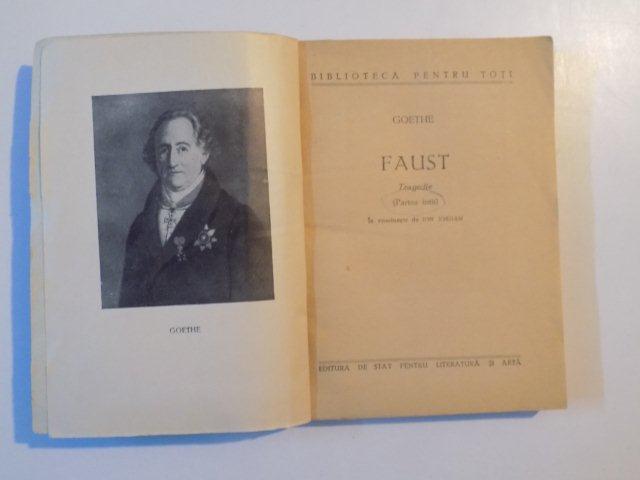 GOETHE
BIBLIOTECA PENTRU TOȚI
GOETHE
FAUST
Tragedie
(Partea întîi)
În romînește de ION IORDAN
EDITURA DE STAT PENTRU LITERATURĂ ȘI ARTĂ